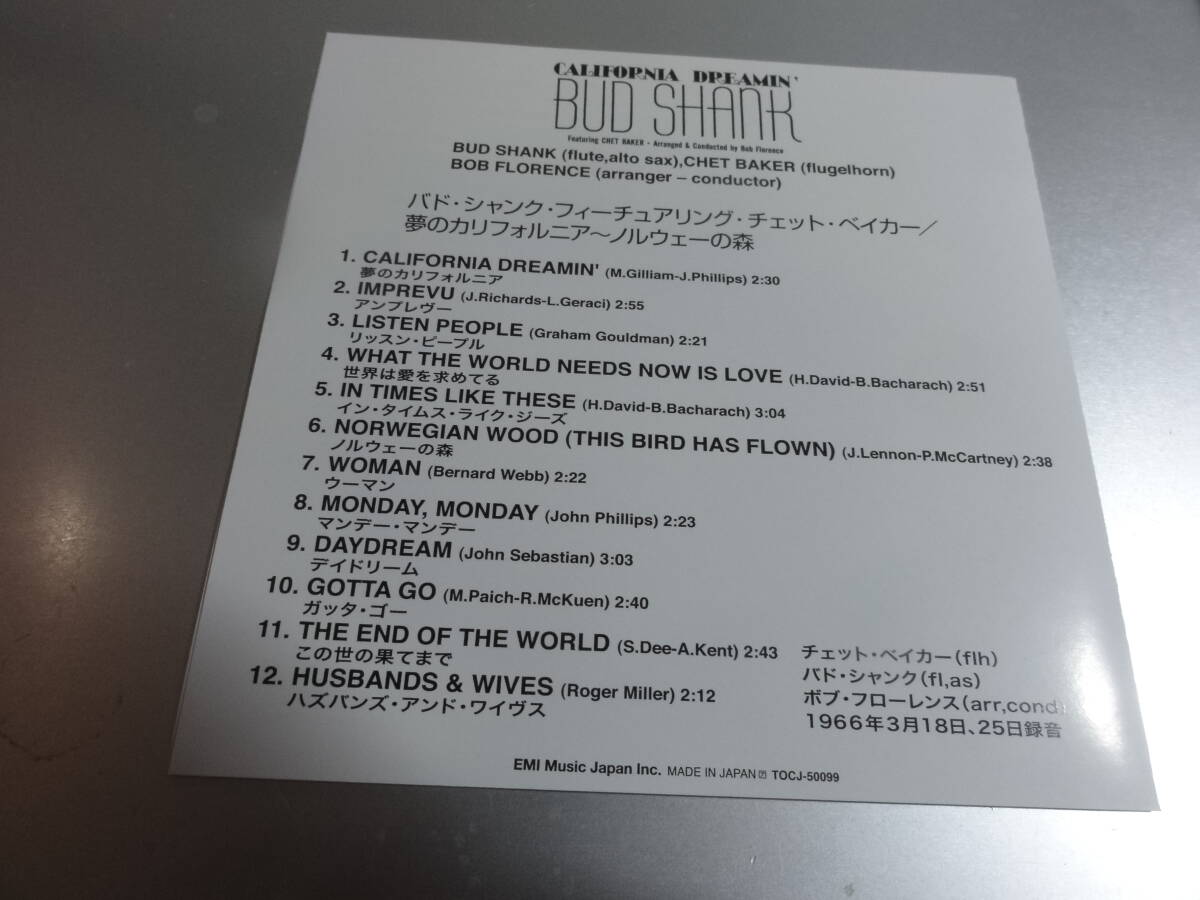 CALIFORNIA DREAMIN'
BUD SHANK
Featuring CHET BAKER • Arranged & Conducted by Bob Florence
BUD SHANK (flute,alto sax),CHET BAKER (flugelhorn)
BOB FLORENCE (arranger – conductor)
バド・シャンク・フィーチュアリング・チェット・ベイカー／
夢のカリフォルニア～ノルウェーの森
1. CALIFORNIA DREAMIN' (M.Gilliam-J.Phillips) 2:30
夢のカリフォルニア
2. IMPREVU (J.Richards-L.Geraci) 2:55
アンプレヴー
3. LISTEN PEOPLE (Graham Gouldman) 2:21
リッスン・ピープル
4. WHAT THE WORLD NEEDS NOW IS LOVE (H.David-B.Bacharach) 2:51
世界は愛を求めてる
5. IN TIMES LIKE THESE (H.David-B.Bacharach) 3:04
イン・タイムス・ライク・ジーズ
6. NORWEGIAN WOOD (THIS BIRD HAS FLOWN) (J.Lennon-P.McCartney) 2:38
ノルウェーの森
7. WOMAN (Bernard Webb) 2:22
ウーマン
8. MONDAY, MONDAY (John Phillips) 2:23
マンデー・マンデー
9. DAYDREAM (John Sebastian) 3:03
デイドリーム
10. GOTTA GO (M.Paich-R.McKuen) 2:40
ガッタ・ゴー
11. THE END OF THE WORLD (S.Dee-A.Kent) 2:43
この世の果てまで
12. HUSBANDS & WIVES (Roger Miller) 2:12
ハズバンズ・アンド・ワイヴス
チェット・ベイカー(flh)
バド・シャンク(fl,as)
ボブ・フローレンス(arr,cond)
1966年3月18日、25日録音
EMI Music Japan Inc. MADE IN JAPAN TOCJ-50099